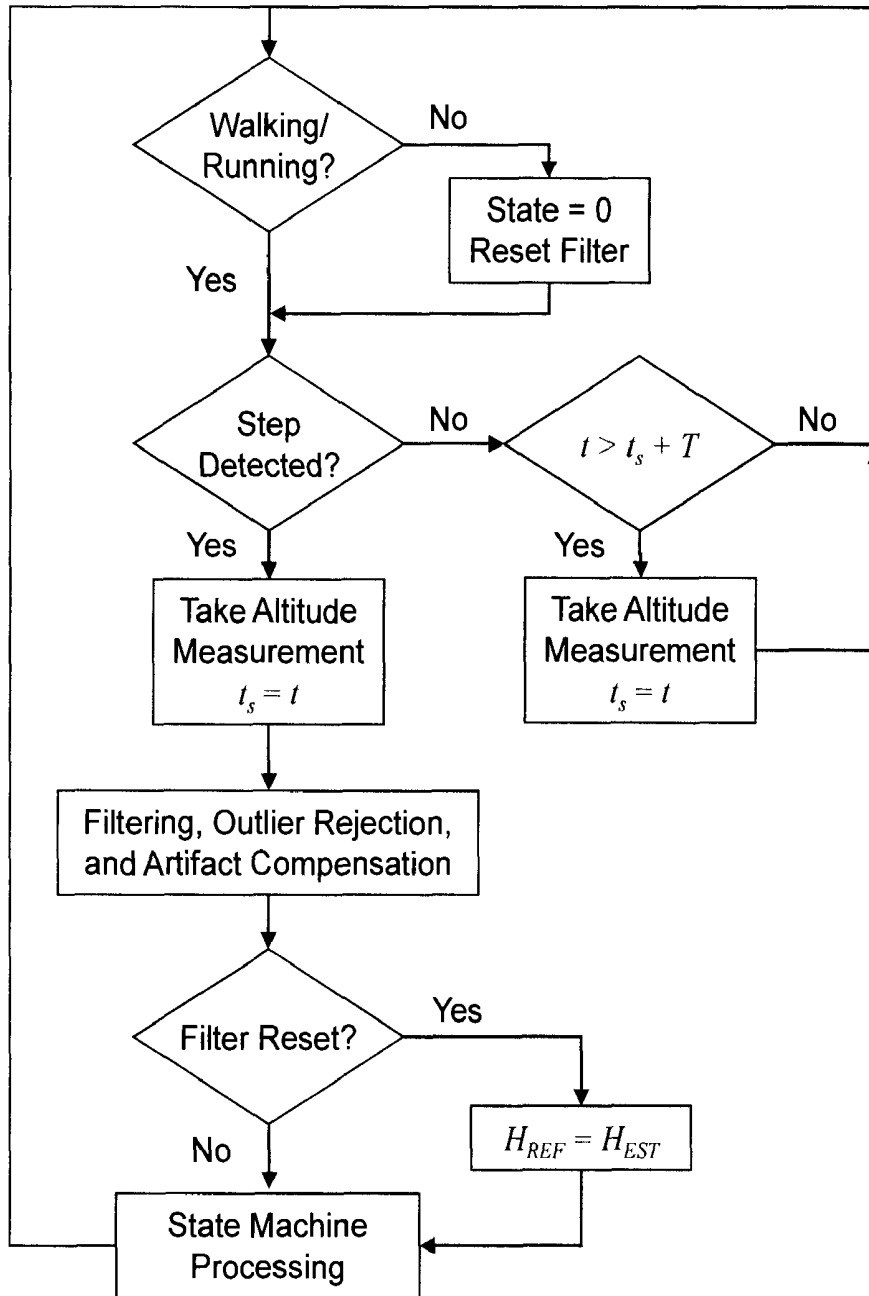 Walking/
Running?
No
State = 0
Reset Filter
Yes
Step
Detected?
No
t > t_s + T
No
Yes
Take Altitude
Measurement
t_s = t
Yes
Take Altitude
Measurement
t_s = t
Filtering, Outlier Rejection,
and Artifact Compensation
Filter Reset?
Yes
H_REF = H_EST
No
State Machine
Processing